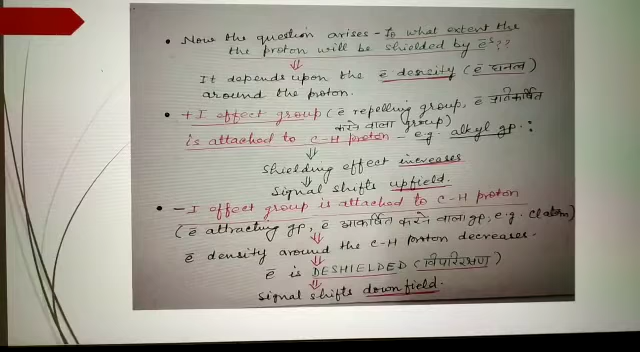 • Now the question arises - To what extent the
the proton will be shielded by ēs??
⇓
It depends upon the ē density (ē घनत्व)
around the proton.
• + I effect group (ē repelling group, ē प्रतिकर्षित
करने वाला group)
is attached to C-H proton - e.g. alkyl gp.:
⇓
Shielding effect increases
⇓
Signal shifts upfield.
• - I effect group is attached to C-H proton
(ē attracting gp, ē आकर्षित करने वाला gp, e.g. Cl atom)
⇓
ē density around the C-H proton decreases.
⇓
ē is DESHIELDED (विपरिरक्षण)
⇓
Signal shifts downfield.